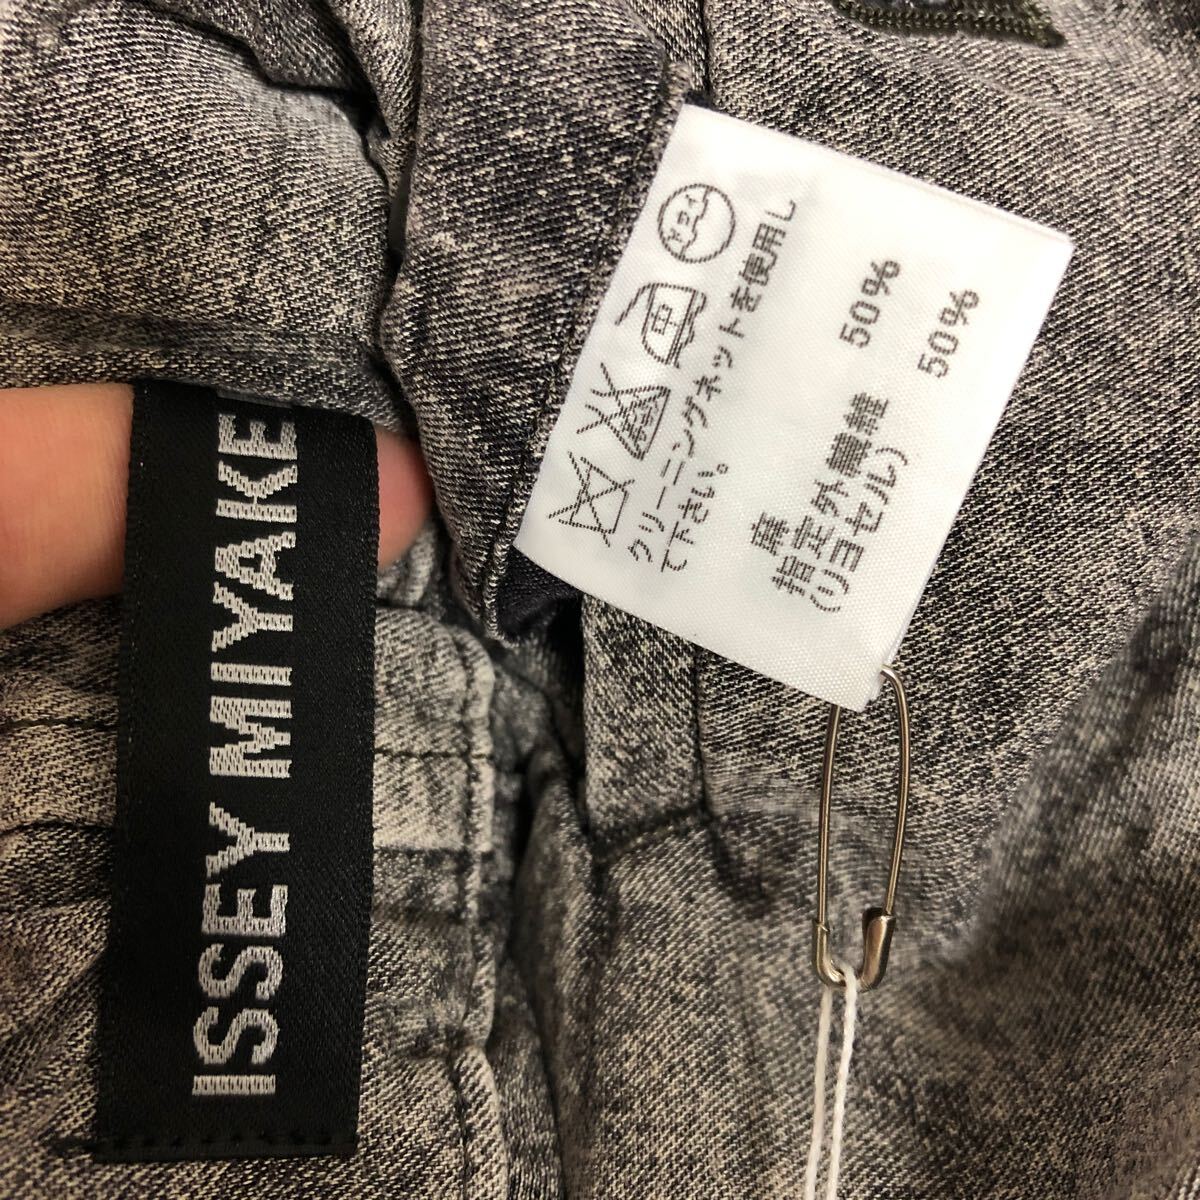 ISSEY MIYAKE
ドライ
中
クリーニングネットを使用し
て下さい。
麻 50%
指定外繊維 50%
(リヨセル)